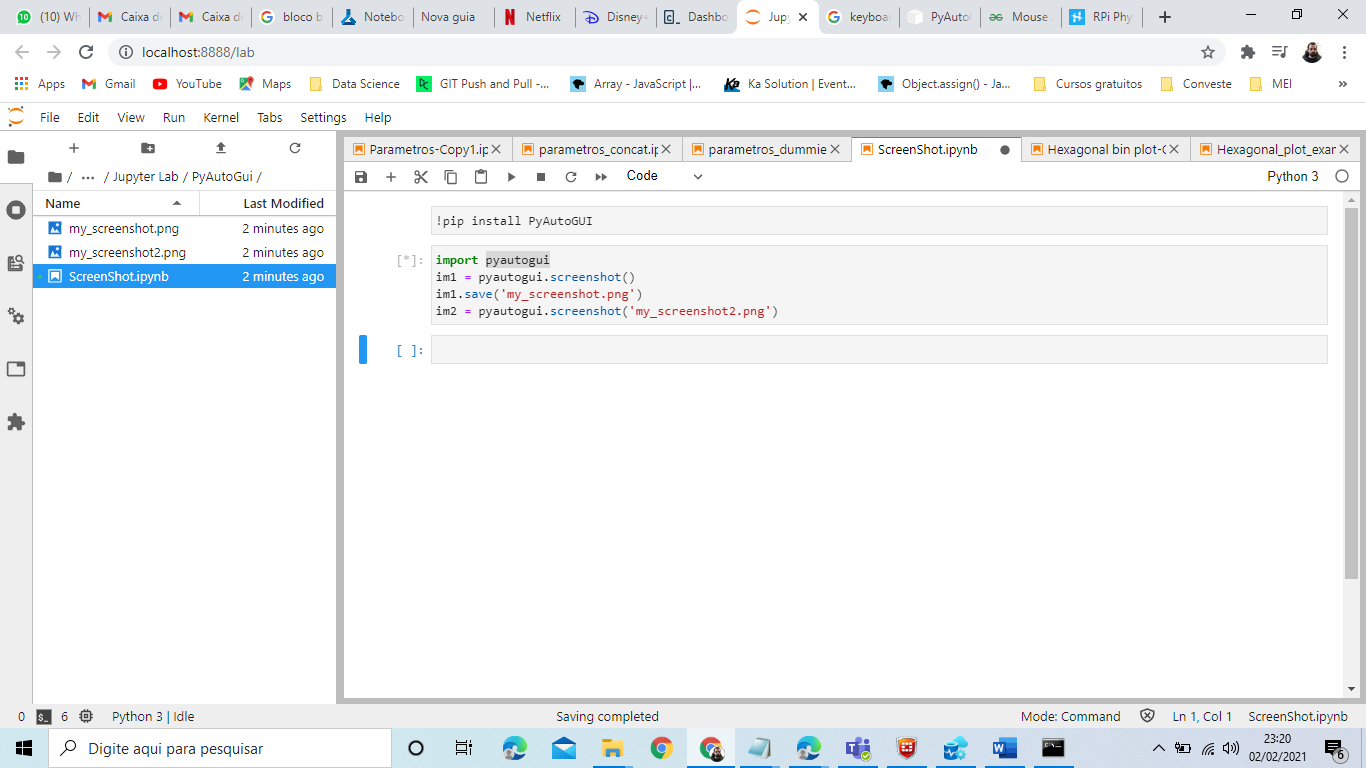 (10) Wh
Caixa de
Caixa de
bloco b
Notebo
Nova guia
Netflix
Disney+
Dashbo
Jupy
keyboa
PyAuto
Mouse
RPi Phy
localhost:8888/lab
Apps
Gmail
YouTube
Maps
Data Science
GIT Push and Pull -...
Array - JavaScript |...
Ka Solution | Event...
Object.assign() - Ja...
Cursos gratuitos
Conveste
MEI
»
File Edit View Run Kernel Tabs Settings Help
/ ... / Jupyter Lab / PyAutoGui /
Name Last Modified
my_screenshot.png 2 minutes ago
my_screenshot2.png 2 minutes ago
ScreenShot.ipynb 2 minutes ago
Parametros-Copy1.ip
parametros_concat.ip
parametros_dummie
ScreenShot.ipynb
Hexagonal bin plot-C
Hexagonal_plot_exar
Code
Python 3
!pip install PyAutoGUI
[*]:
import pyautogui
im1 = pyautogui.screenshot()
im1.save('my_screenshot.png')
im2 = pyautogui.screenshot('my_screenshot2.png')
[ ]:
0 $_ 6 Python 3 | Idle Saving completed Mode: Command Ln 1, Col 1 ScreenShot.ipynb
Digite aqui para pesquisar
23:20
02/02/2021
6